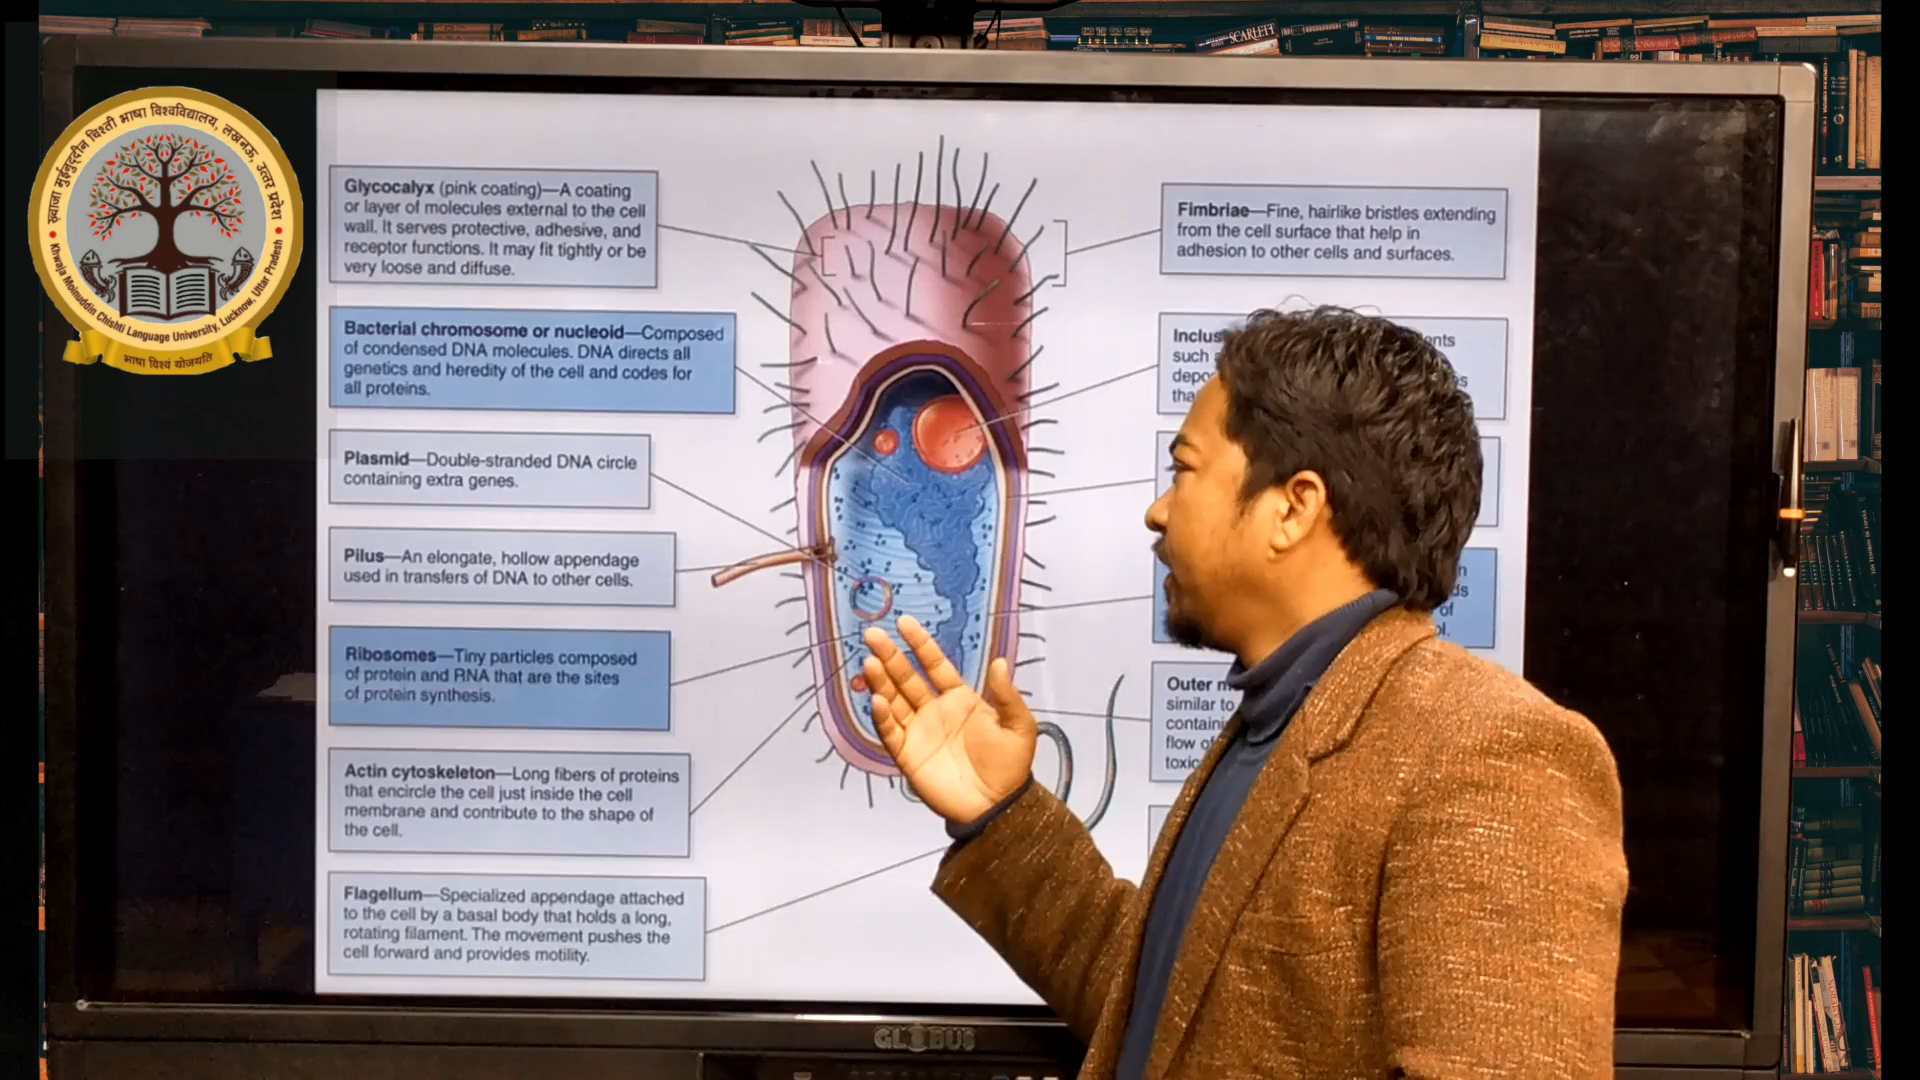 ख़्वाजा मुईनुद्दीन चिश्ती भाषा विश्वविद्यालय, लखनऊ, उत्तर प्रदेश
Khwaja Moinuddin Chishti Language University, Lucknow, Uttar Pradesh
भाषा विश्वं योजयति
SCARLETT
Glycocalyx (pink coating)—A coating
or layer of molecules external to the cell
wall. It serves protective, adhesive, and
receptor functions. It may fit tightly or be
very loose and diffuse.
Bacterial chromosome or nucleoid—Composed
of condensed DNA molecules. DNA directs all
genetics and heredity of the cell and codes for
all proteins.
Plasmid—Double-stranded DNA circle
containing extra genes.
Pilus—An elongate, hollow appendage
used in transfers of DNA to other cells.
Ribosomes—Tiny particles composed
of protein and RNA that are the sites
of protein synthesis.
Actin cytoskeleton—Long fibers of proteins
that encircle the cell just inside the cell
membrane and contribute to the shape of
the cell.
Flagellum—Specialized appendage attached
to the cell by a basal body that holds a long,
rotating filament. The movement pushes the
cell forward and provides motility.
Fimbriae—Fine, hairlike bristles extending
from the cell surface that help in
adhesion to other cells and surfaces.
such
of
Outer
similar to
flow of
GLOBUS